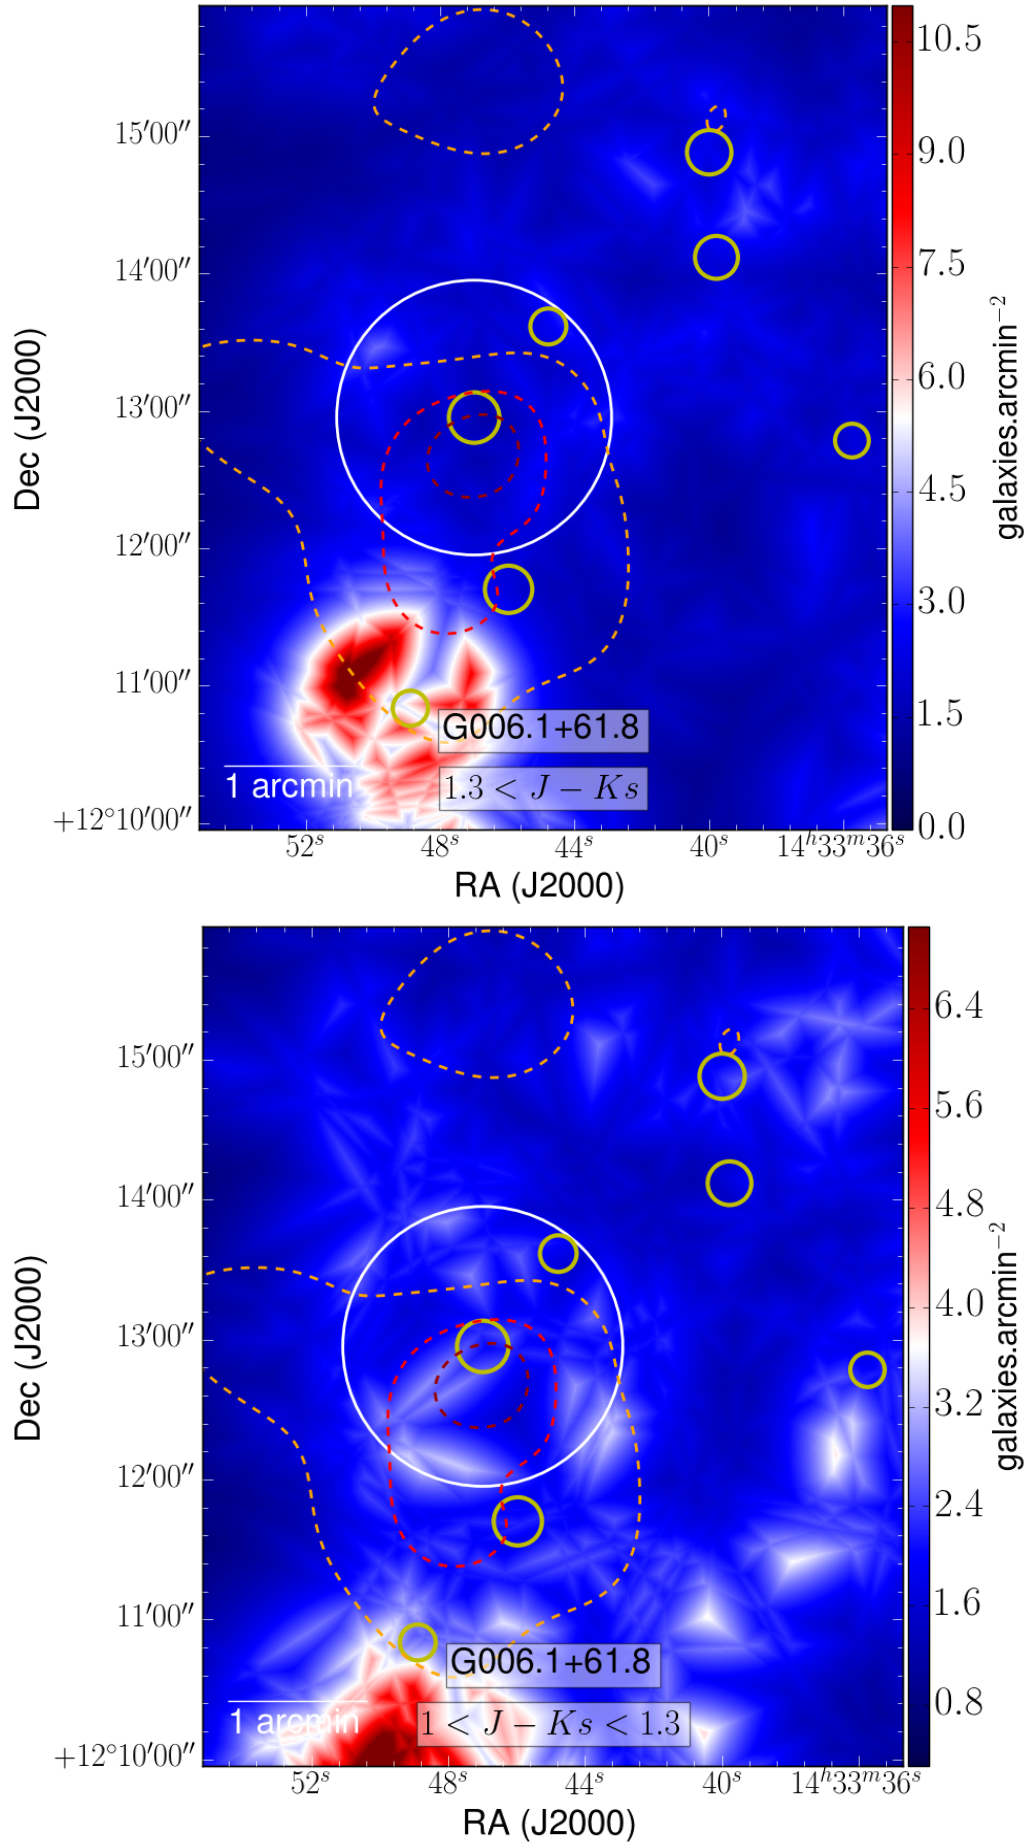 10.5
15′00″
9.0
14′00″
7.5
6.0
13′00″
4.5
12′00″
3.0
11′00″
G006.1+61.8
1.5
1 arcmin
1.3 < J − Ks
+12°10′00″
0.0
52ˢ 48ˢ 44ˢ 40ˢ 14ʰ33ᵐ36ˢ
RA (J2000)
Dec (J2000)
galaxies.arcmin⁻²
6.4
15′00″
5.6
14′00″
4.8
4.0
13′00″
3.2
12′00″
2.4
11′00″
1.6
G006.1+61.8
0.8
1 arcmin
1 < J − Ks < 1.3
+12°10′00″
52ˢ 48ˢ 44ˢ 40ˢ 14ʰ33ᵐ36ˢ
RA (J2000)
Dec (J2000)
galaxies.arcmin⁻²